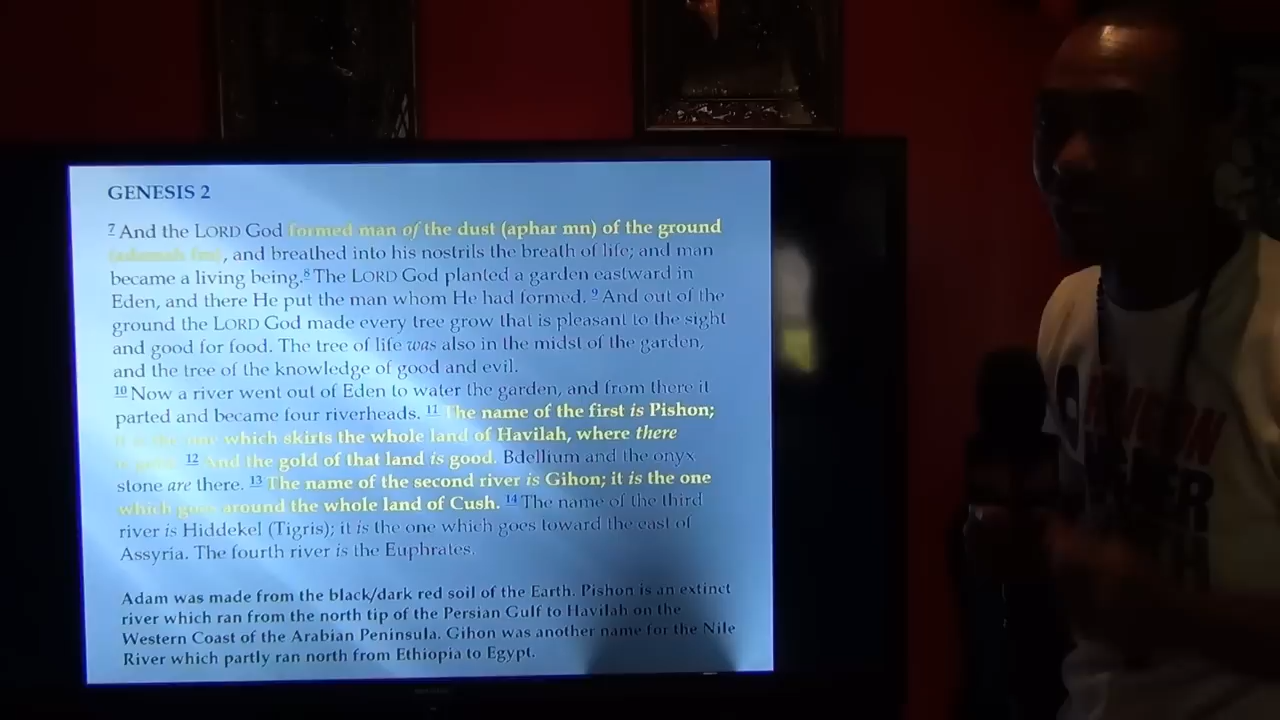 GENESIS 2
7 And the LORD God formed man of the dust (aphar mn) of the ground
(adamah fm), and breathed into his nostrils the breath of life; and man
became a living being. 8 The LORD God planted a garden eastward in
Eden, and there He put the man whom He had formed. 9 And out of the
ground the LORD God made every tree grow that is pleasant to the sight
and good for food. The tree of life was also in the midst of the garden,
and the tree of the knowledge of good and evil.
10 Now a river went out of Eden to water the garden, and from there it
parted and became four riverheads. 11 The name of the first is Pishon;
it is the one which skirts the whole land of Havilah, where there
is gold. 12 And the gold of that land is good. Bdellium and the onyx
stone are there. 13 The name of the second river is Gihon; it is the one
which goes around the whole land of Cush. 14 The name of the third
river is Hiddekel (Tigris); it is the one which goes toward the east of
Assyria. The fourth river is the Euphrates.
Adam was made from the black/dark red soil of the Earth. Pishon is an extinct
river which ran from the north tip of the Persian Gulf to Havilah on the
Western Coast of the Arabian Peninsula. Gihon was another name for the Nile
River which partly ran north from Ethiopia to Egypt.